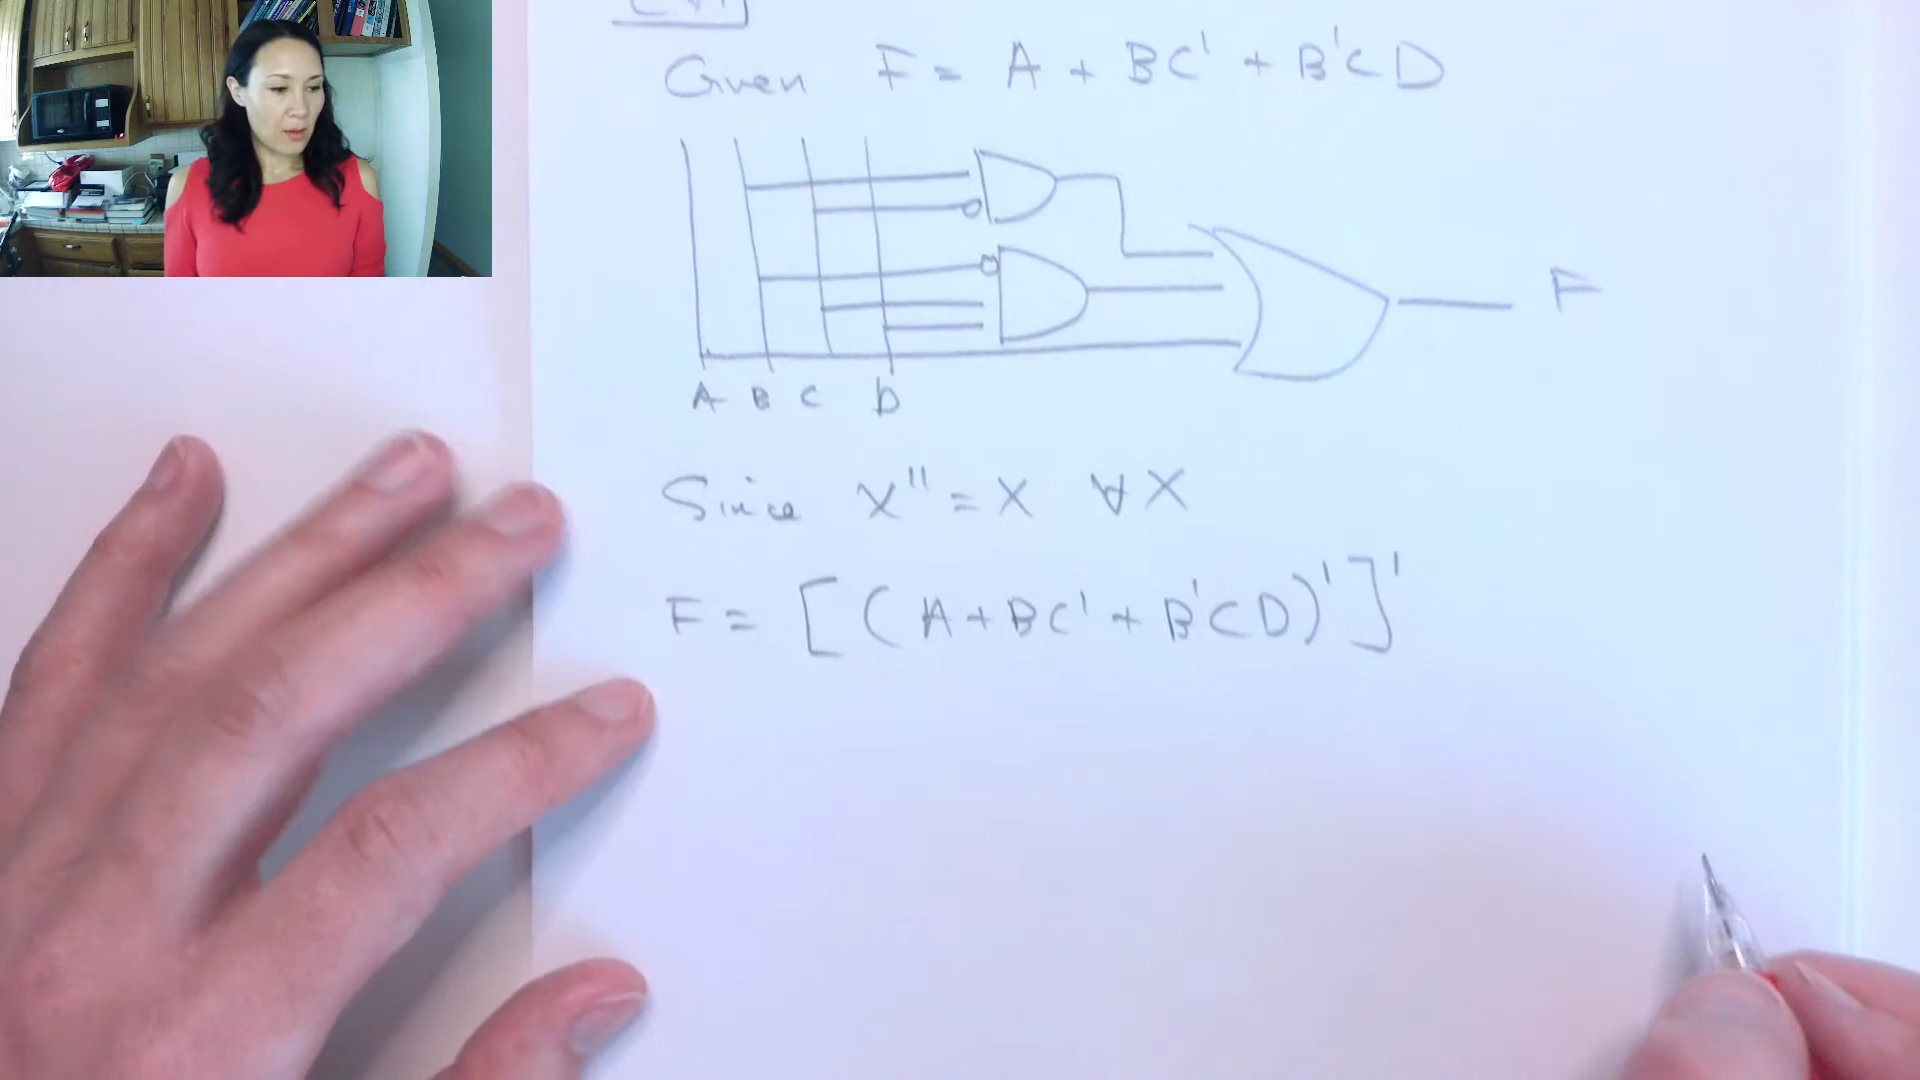 Given F = A + BC' + B'CD
F
A B C D
Since X'' = X ∀ X
F = [(A+BC' + B'CD)']'